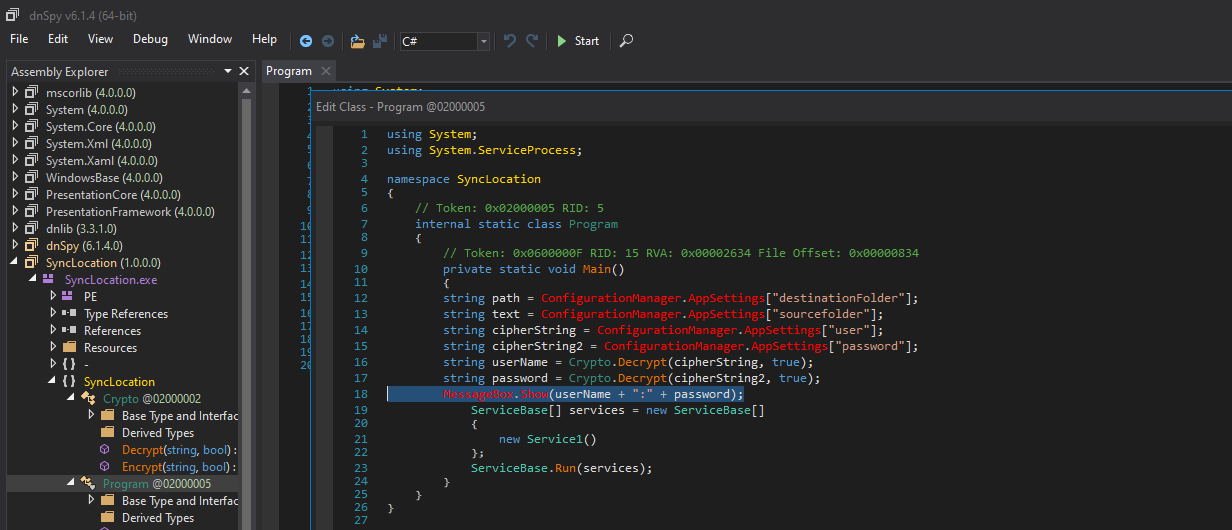 dnSpy v6.1.4 (64-bit)
File Edit View Debug Window Help C# Start
Assembly Explorer
mscorlib (4.0.0.0)
System (4.0.0.0)
System.Core (4.0.0.0)
System.Xml (4.0.0.0)
System.Xaml (4.0.0.0)
WindowsBase (4.0.0.0)
PresentationCore (4.0.0.0)
PresentationFramework (4.0.0.0)
dnlib (3.3.1.0)
dnSpy (6.1.4.0)
SyncLocation (1.0.0.0)
SyncLocation.exe
PE
Type References
References
Resources
{ } -
{ } SyncLocation
Crypto @02000002
Base Type and Interfac
Derived Types
Decrypt(string, bool) :
Encrypt(string, bool) :
Program @02000005
Base Type and Interfac
Derived Types
Program
Edit Class - Program @02000005
1 using System;
2 using System.ServiceProcess;
3
4 namespace SyncLocation
5 {
6 // Token: 0x02000005 RID: 5
7 internal static class Program
8 {
9 // Token: 0x0600000F RID: 15 RVA: 0x00002634 File Offset: 0x00000834
10 private static void Main()
11 {
12 string path = ConfigurationManager.AppSettings["destinationFolder"];
13 string text = ConfigurationManager.AppSettings["sourcefolder"];
14 string cipherString = ConfigurationManager.AppSettings["user"];
15 string cipherString2 = ConfigurationManager.AppSettings["password"];
16 string userName = Crypto.Decrypt(cipherString, true);
17 string password = Crypto.Decrypt(cipherString2, true);
18 MessageBox.Show(userName + ":" + password);
19 ServiceBase[] services = new ServiceBase[]
20 {
21 new Service1()
22 };
23 ServiceBase.Run(services);
24 }
25 }
26 }
27